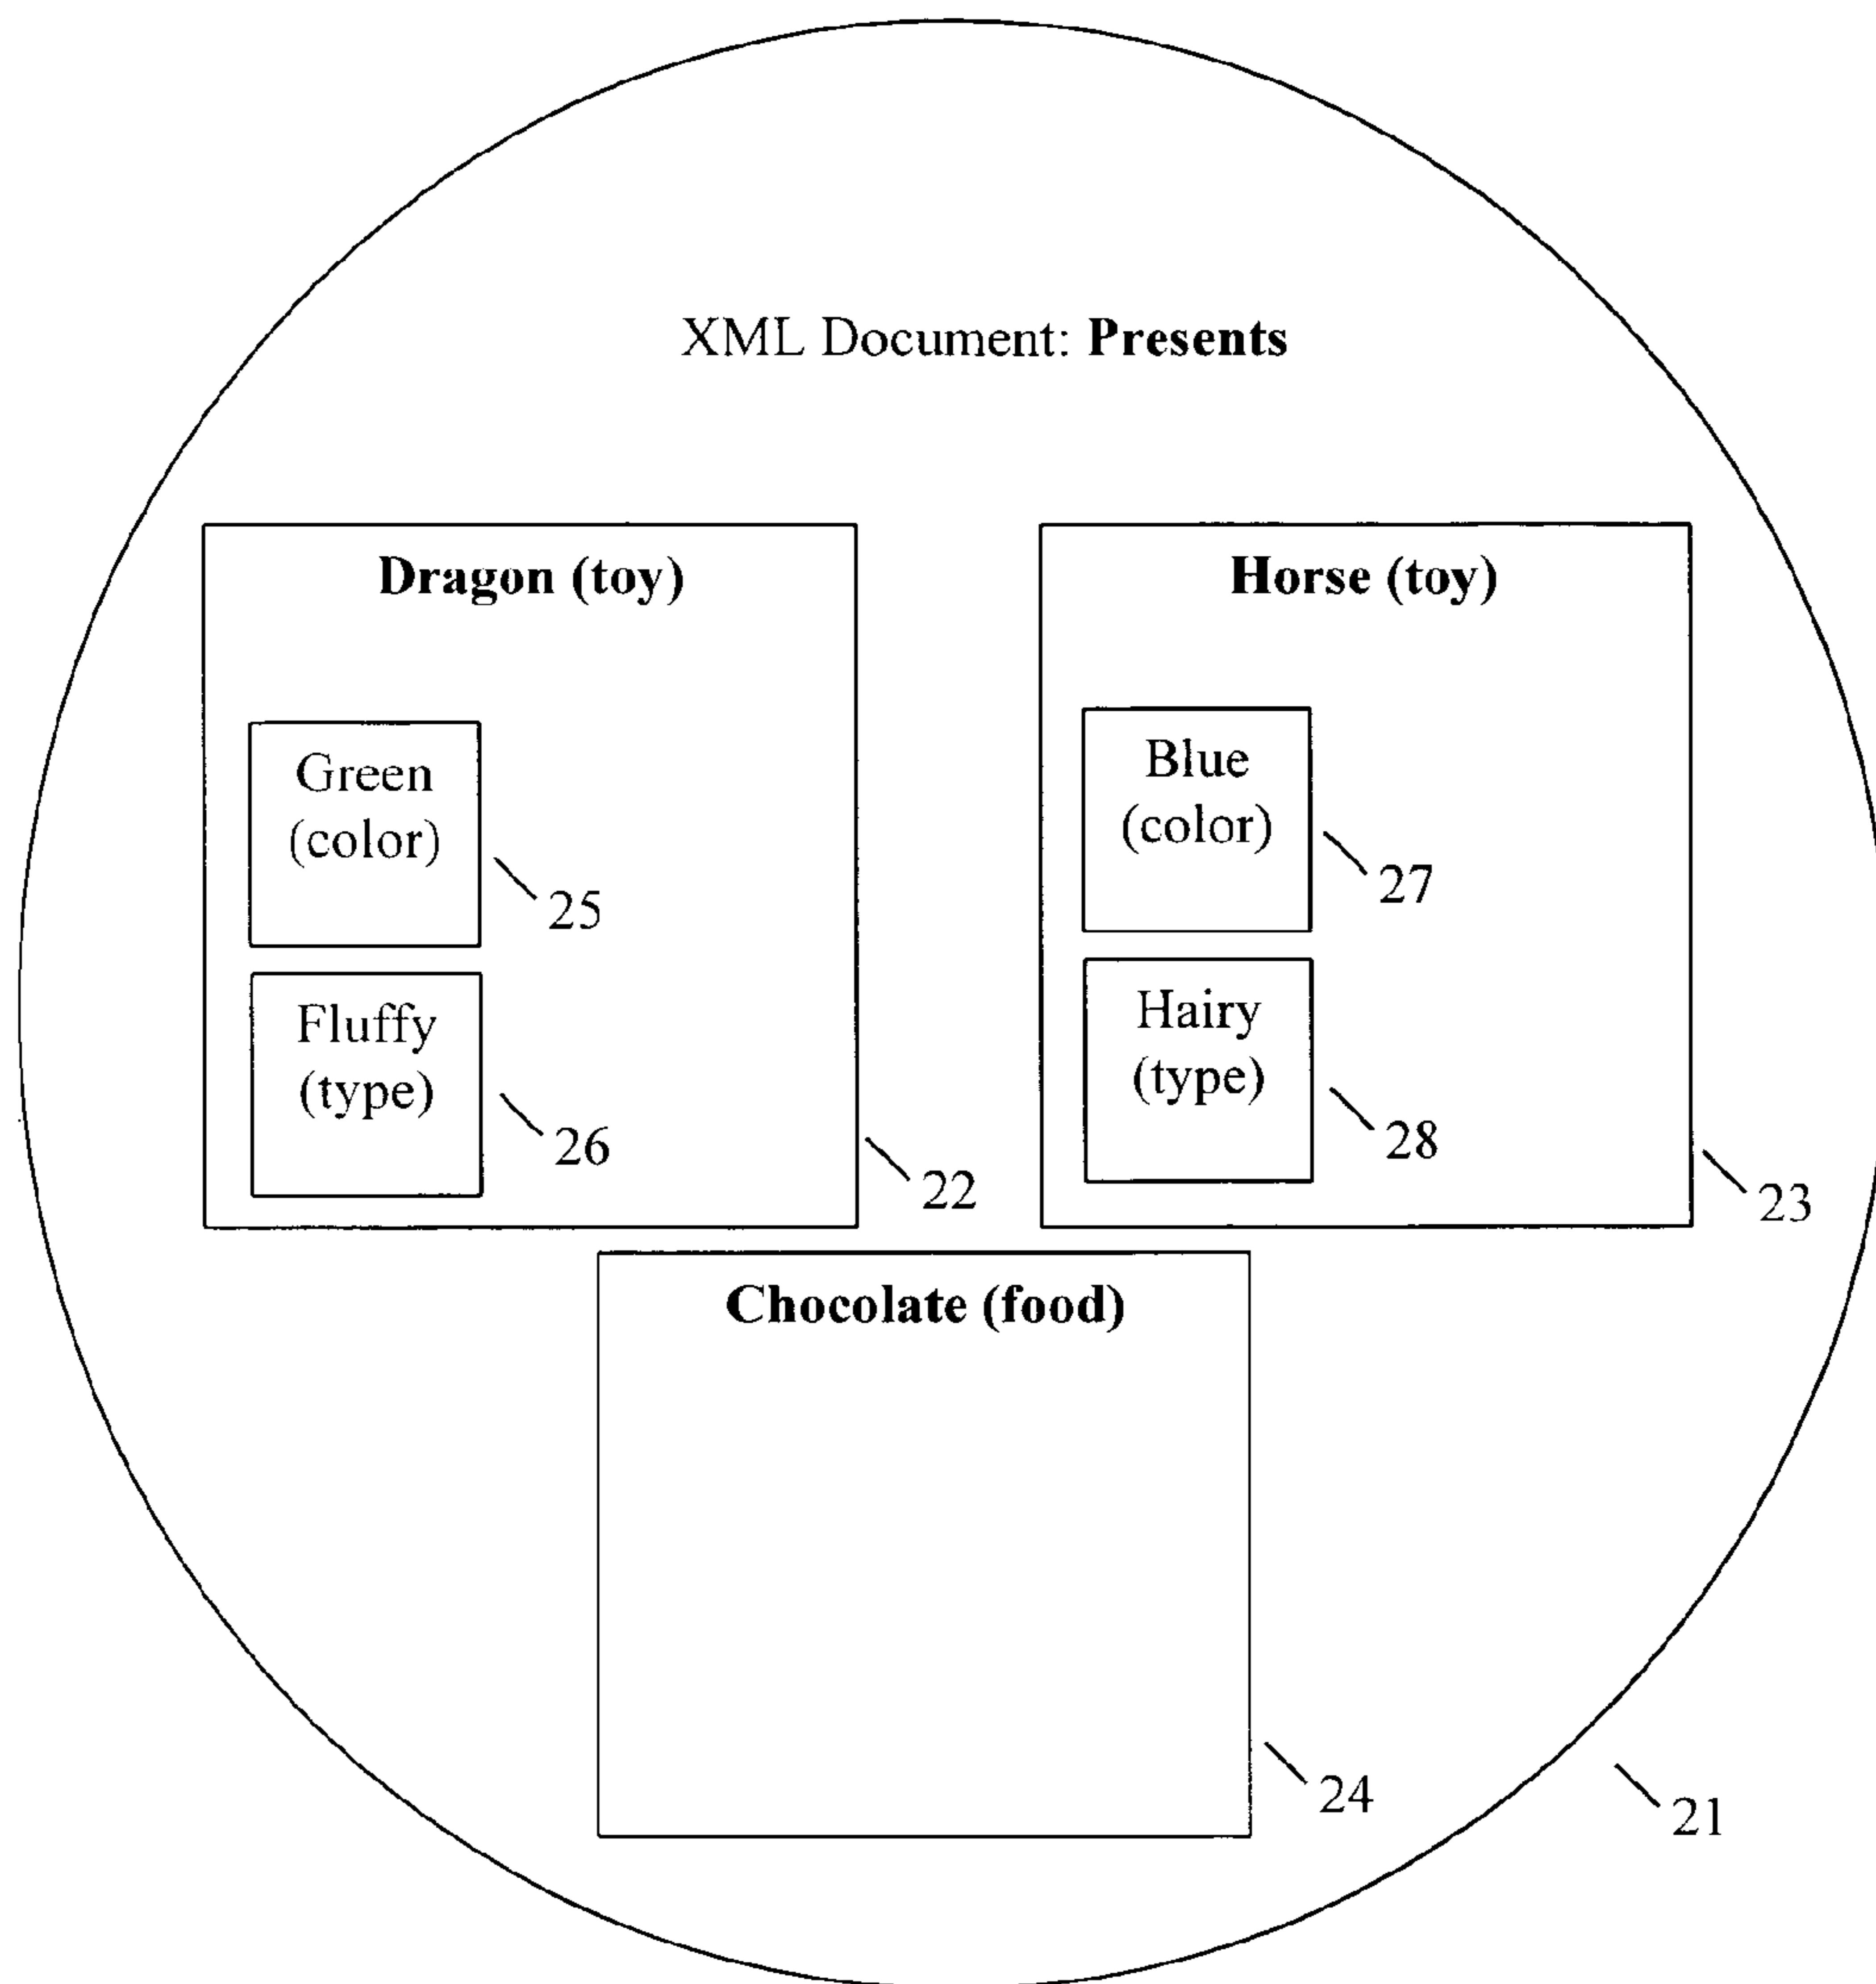 XML Document: Presents
Dragon (toy)
Green
(color)
25
Fluffy
(type)
26
22
Horse (toy)
Blue
(color)
27
Hairy
(type)
28
23
Chocolate (food)
24
21